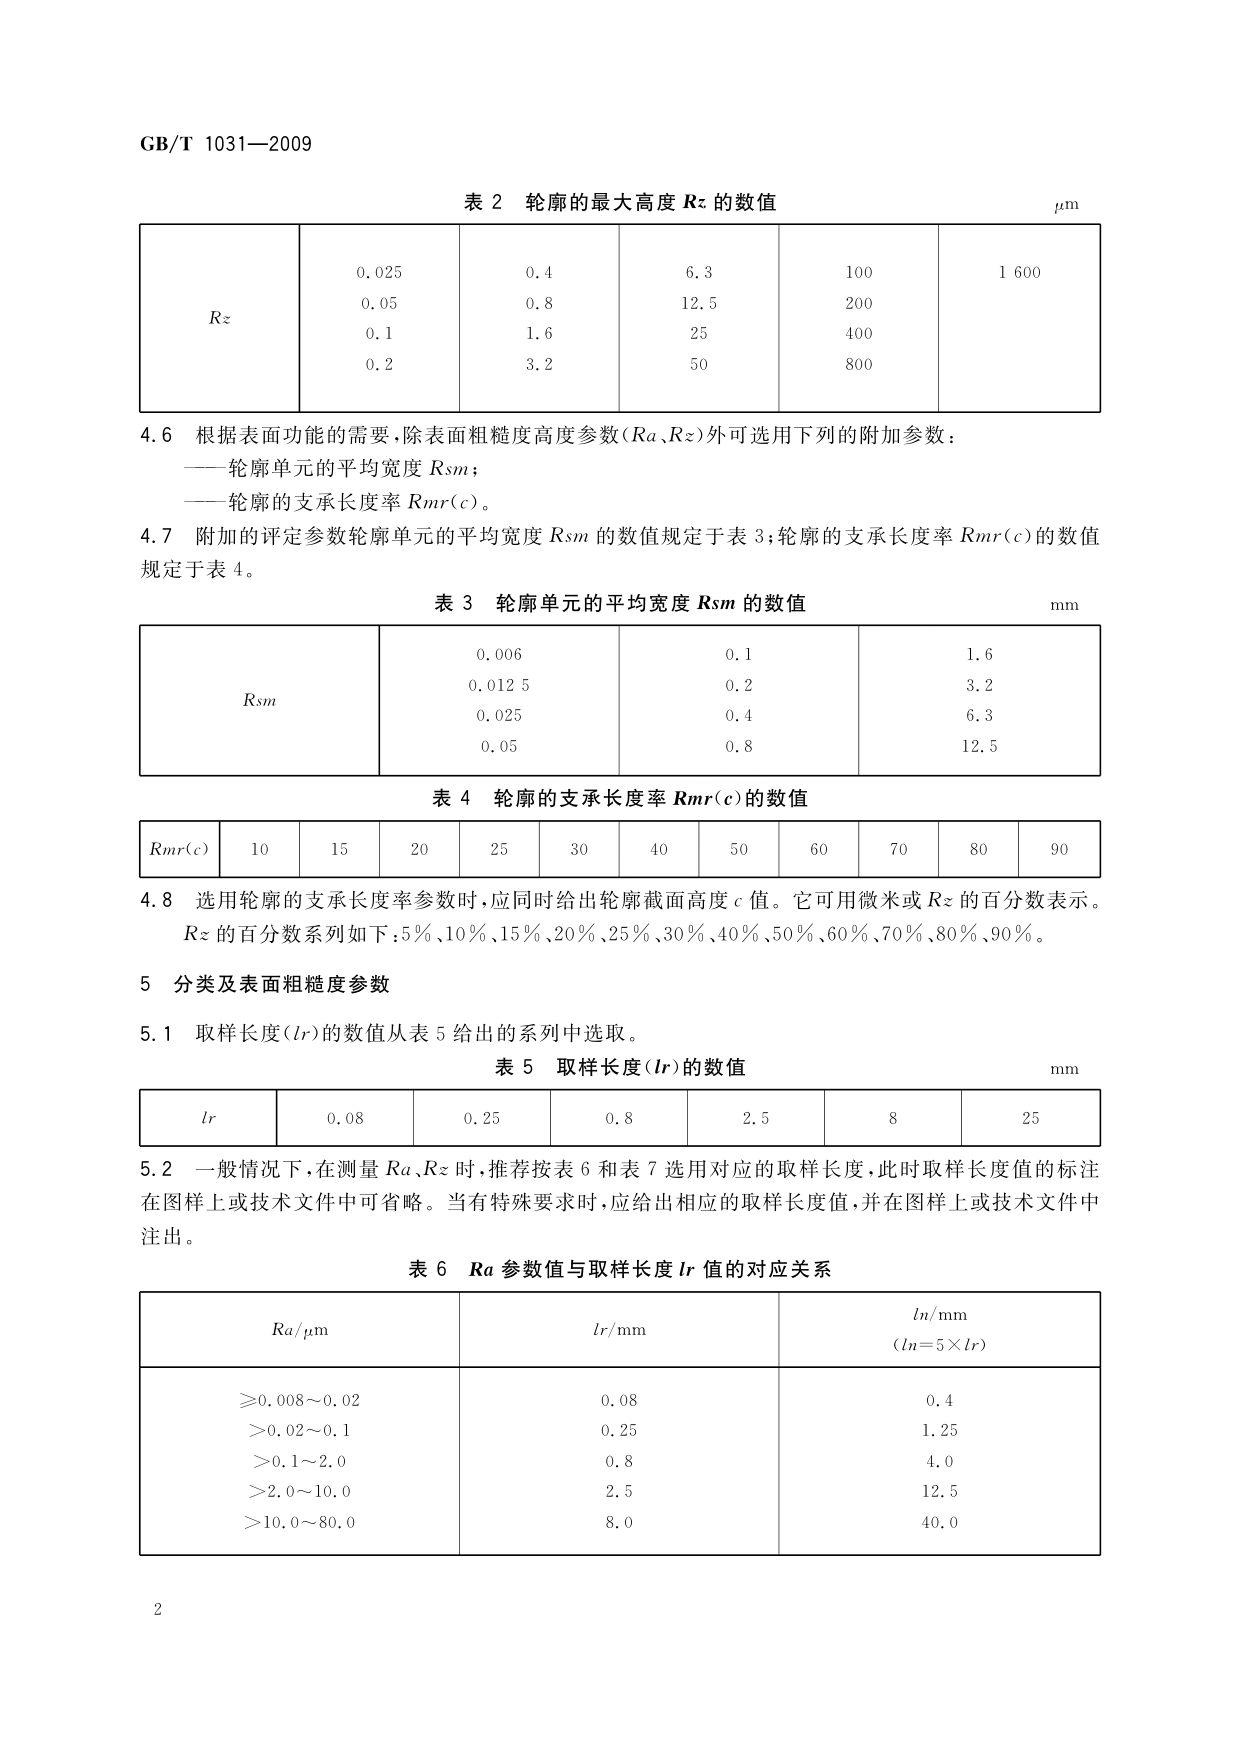 GB/T 1031—2009
表 2 轮廓的最大高度 Rz 的数值 μm
Rz
0.025 0.4 6.3 100 1 600
0.05 0.8 12.5 200
0.1 1.6 25 400
0.2 3.2 50 800
4.6 根据表面功能的需要,除表面粗糙度高度参数(Ra、Rz)外可选用下列的附加参数:
——轮廓单元的平均宽度 Rsm;
——轮廓的支承长度率 Rmr(c)。
4.7 附加的评定参数轮廓单元的平均宽度 Rsm 的数值规定于表 3;轮廓的支承长度率 Rmr(c)的数值
规定于表 4。
表 3 轮廓单元的平均宽度 Rsm 的数值 mm
Rsm
0.006 0.1 1.6
0.012 5 0.2 3.2
0.025 0.4 6.3
0.05 0.8 12.5
表 4 轮廓的支承长度率 Rmr(c)的数值
Rmr(c) 10 15 20 25 30 40 50 60 70 80 90
4.8 选用轮廓的支承长度率参数时,应同时给出轮廓截面高度 c 值。它可用微米或 Rz 的百分数表示。
Rz 的百分数系列如下:5%、10%、15%、20%、25%、30%、40%、50%、60%、70%、80%、90%。
5 分类及表面粗糙度参数
5.1 取样长度(lr)的数值从表 5 给出的系列中选取。
表 5 取样长度(lr)的数值 mm
lr 0.08 0.25 0.8 2.5 8 25
5.2 一般情况下,在测量 Ra、Rz 时,推荐按表 6 和表 7 选用对应的取样长度,此时取样长度值的标注
在图样上或技术文件中可省略。当有特殊要求时,应给出相应的取样长度值,并在图样上或技术文件中
注出。
表 6 Ra 参数值与取样长度 lr 值的对应关系
Ra/μm lr/mm ln/mm
(ln=5×lr)
≥0.008~0.02 0.08 0.4
>0.02~0.1 0.25 1.25
>0.1~2.0 0.8 4.0
>2.0~10.0 2.5 12.5
>10.0~80.0 8.0 40.0
2